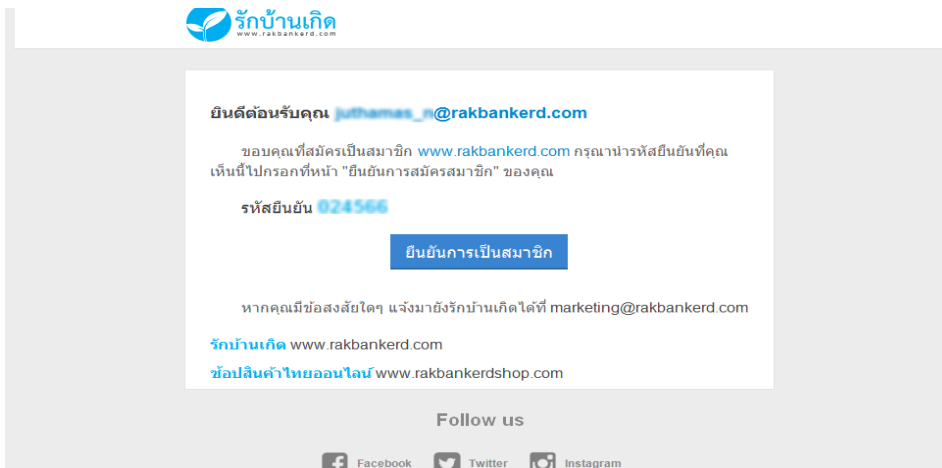 รักบ้านเกิด
www.rakbankerd.com
ยินดีต้อนรับคุณ @rakbankerd.com
ขอบคุณที่สมัครเป็นสมาชิก www.rakbankerd.com กรุณานำรหัสยืนยันที่คุณ
เห็นนี้ไปกรอกที่หน้า "ยืนยันการสมัครสมาชิก" ของคุณ
รหัสยืนยัน
ยืนยันการเป็นสมาชิก
หากคุณมีข้อสงสัยใดๆ แจ้งมายังรักบ้านเกิดได้ที่ marketing@rakbankerd.com
รักบ้านเกิด www.rakbankerd.com
ช้อปสินค้าไทยออนไลน์ www.rakbankerdshop.com
Follow us
Facebook Twitter Instagram